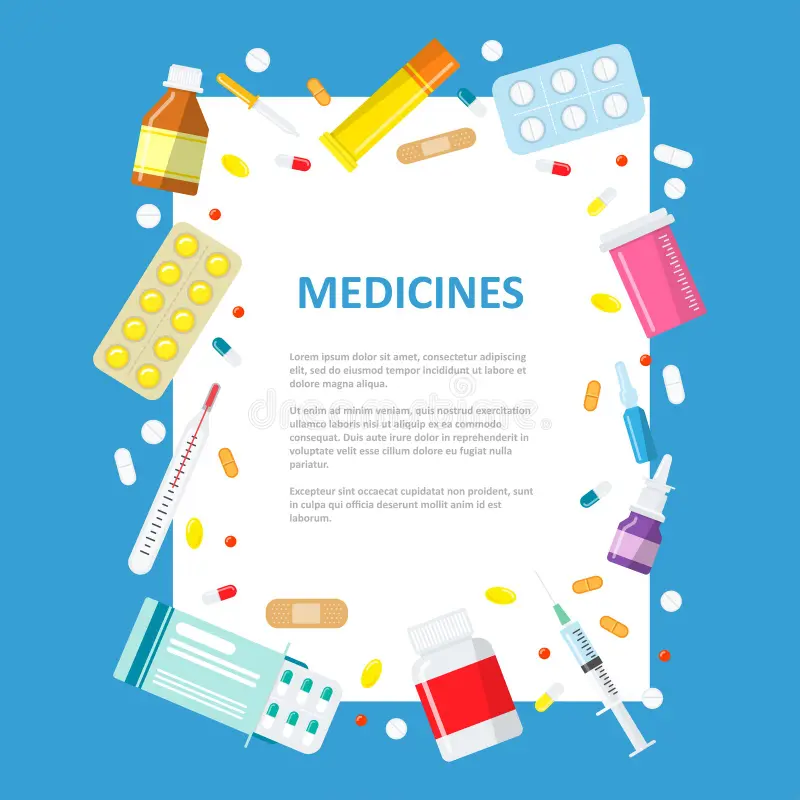 MEDICINES
Lorem ipsum dolor sit amet, consectetur
adipiscing elit, sed do eiusmod tempor
incididunt ut labore et dolore
magna aliqua.
Ut enim ad minim veniam, quis
nostrud exercitation ullamco laboris
nisi ut aliquip ex ea commodo
consequat. Duis aute irure dolor in
reprehenderit in voluptate velit esse
cillum dolore eu fugiat nulla
pariatur.
Excepteur sint occaecat cupidatat non
proident, sunt in culpa qui officia
deserunt mollit anim id est
laborum.
dreamstime.com